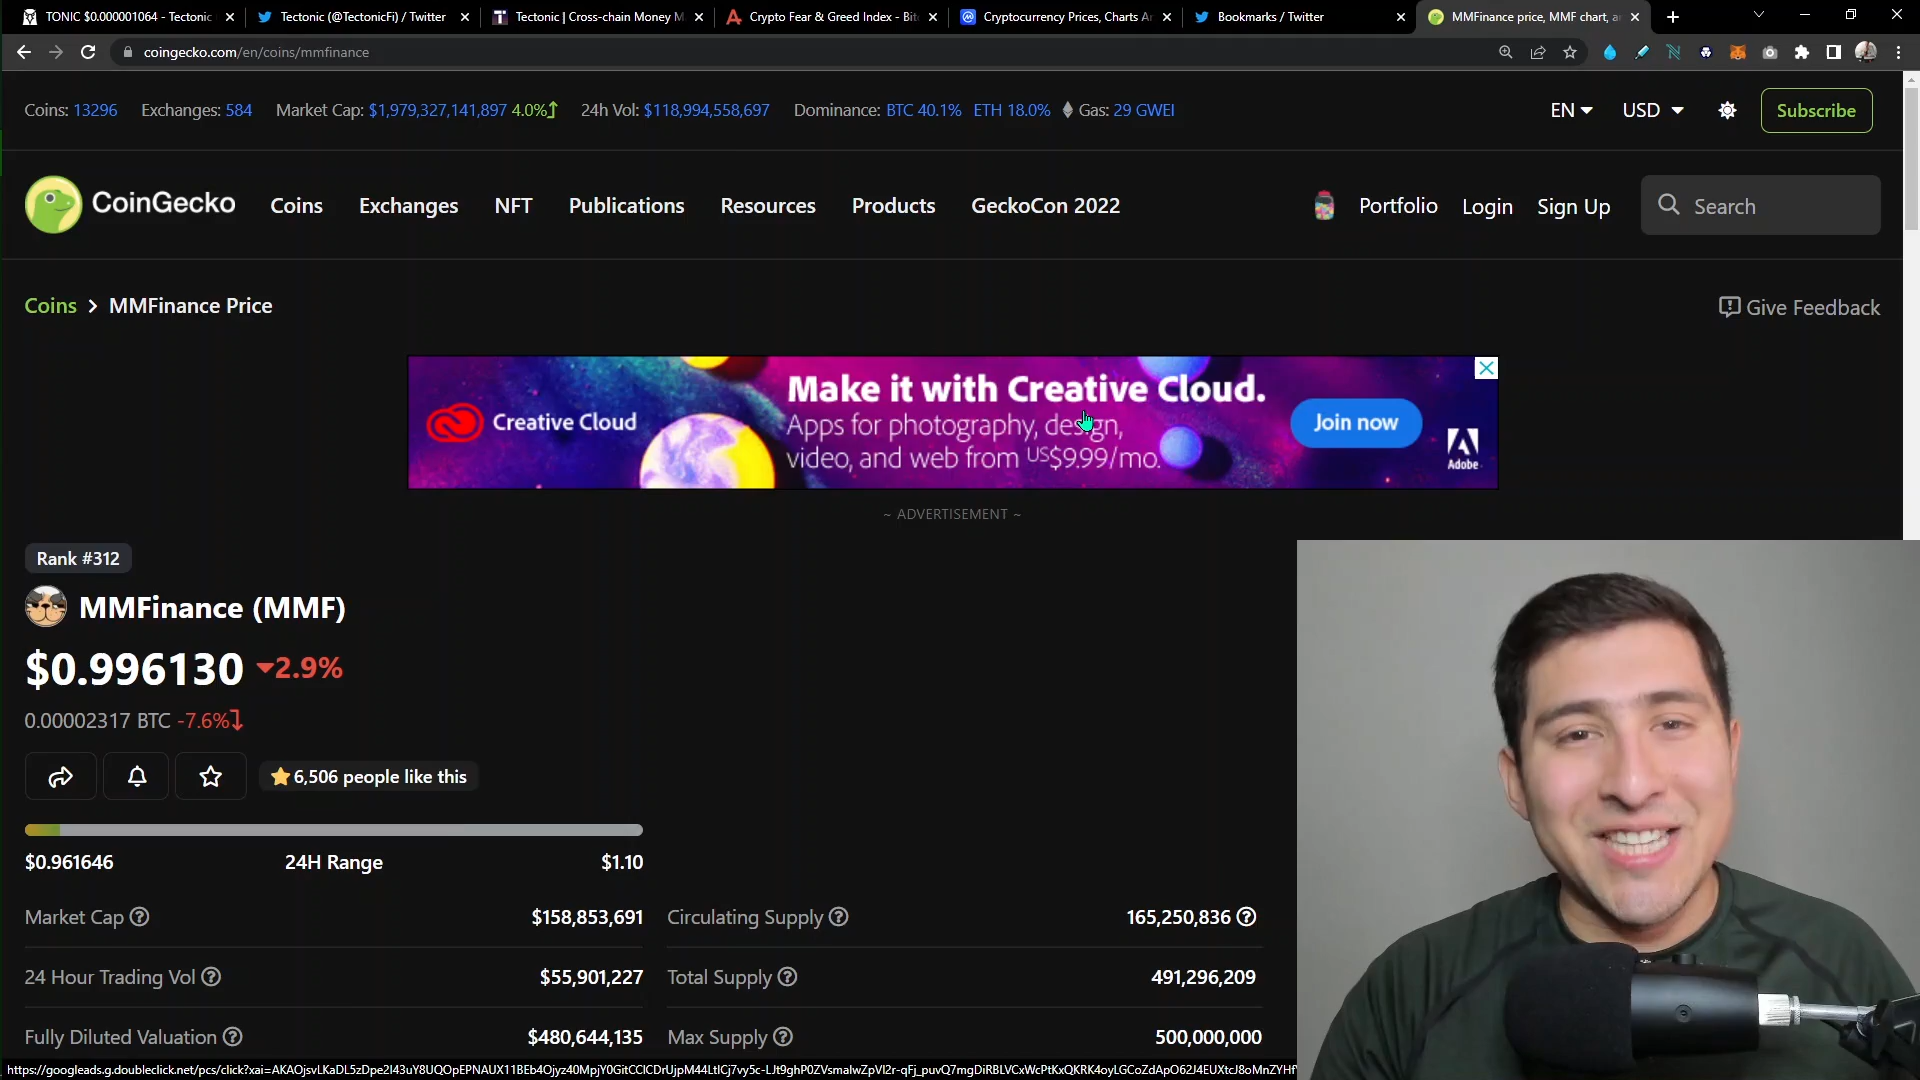 TONIC $0.000001064 - Tectonic
Tectonic (@TectonicFi) / Twitter
Tectonic | Cross-chain Money M
Crypto Fear & Greed Index - Bit
Cryptocurrency Prices, Charts A
Bookmarks / Twitter
MMFinance price, MMF chart, a
coingecko.com/en/coins/mmfinance
Coins: 13296 Exchanges: 584 Market Cap: $1,979,327,141,897 4.0% 24h Vol: $118,994,558,697 Dominance: BTC 40.1% ETH 18.0% Gas: 29 GWEI
EN USD Subscribe
CoinGecko Coins Exchanges NFT Publications Resources Products GeckoCon 2022
Portfolio Login Sign Up Search
Coins > MMFinance Price
Give Feedback
Creative Cloud
Make it with Creative Cloud.
Apps for photography, design,
video, and web from US$9.99/mo.
Join now
Adobe
~ ADVERTISEMENT ~
Rank #312
MMFinance (MMF)
$0.996130 2.9%
0.00002317 BTC -7.6%
6,506 people like this
$0.961646 24H Range $1.10
Market Cap $158,853,691 Circulating Supply 165,250,836
24 Hour Trading Vol $55,901,227 Total Supply 491,296,209
Fully Diluted Valuation $480,644,135 Max Supply 500,000,000